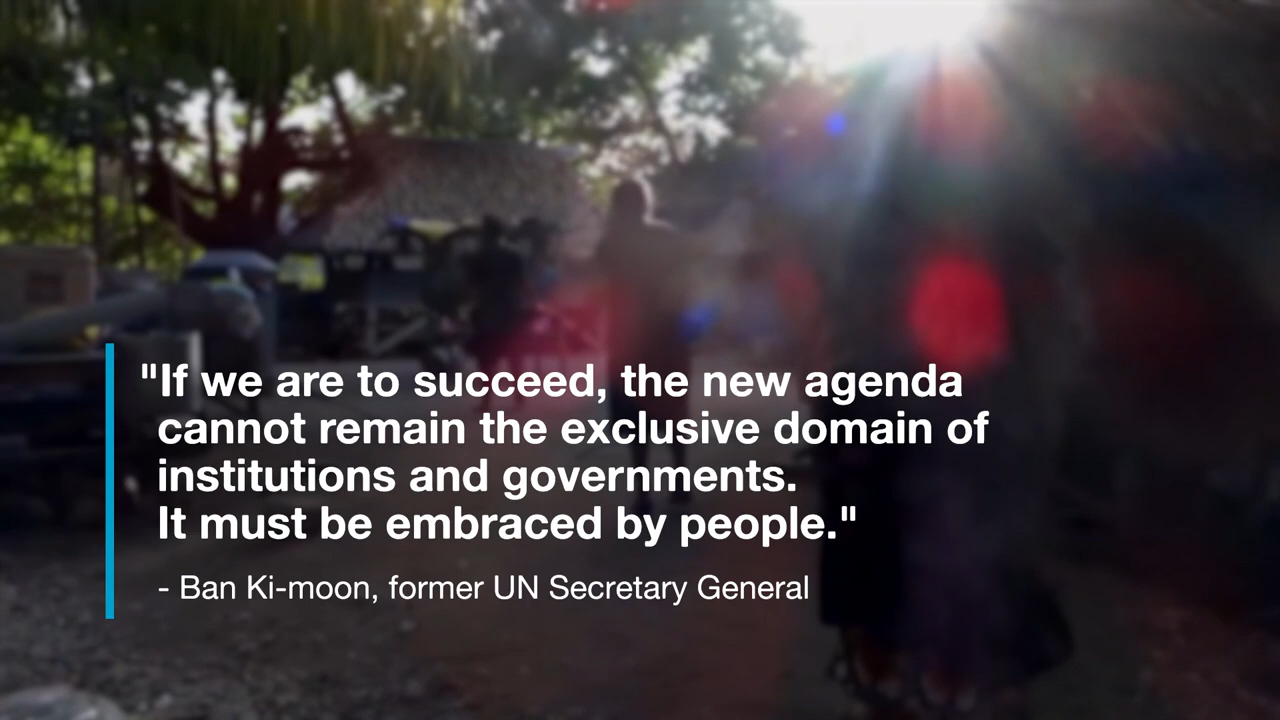 "If we are to succeed, the new agenda
cannot remain the exclusive domain of
institutions and governments.
It must be embraced by people."
- Ban Ki-moon, former UN Secretary General